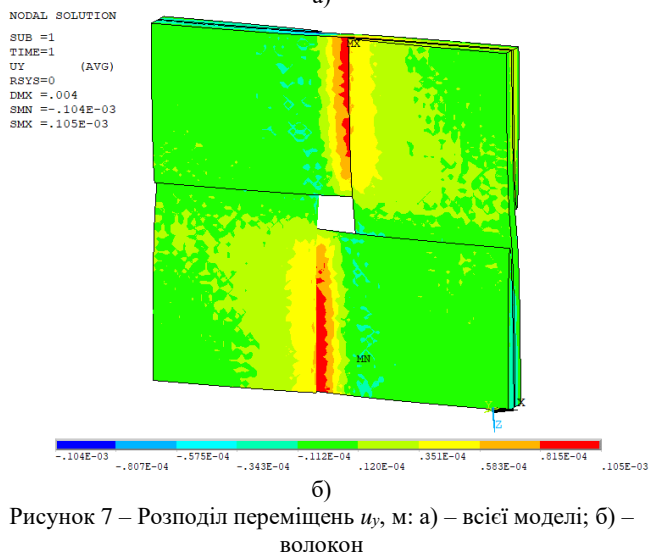 а)
NODAL SOLUTION
SUB =1
TIME=1
UY (AVG)
RSYS=0
DMX =.004
SMN =-.104E-03
SMX =.105E-03
MX
MN
X
Z
-.104E-03 -.575E-04 -.112E-04 .351E-04 .815E-04
-.807E-04 -.343E-04 .120E-04 .583E-04 .105E-03
б)
Рисунок 7 – Розподіл переміщень uy, м: а) – всієї моделі; б) –
волокон